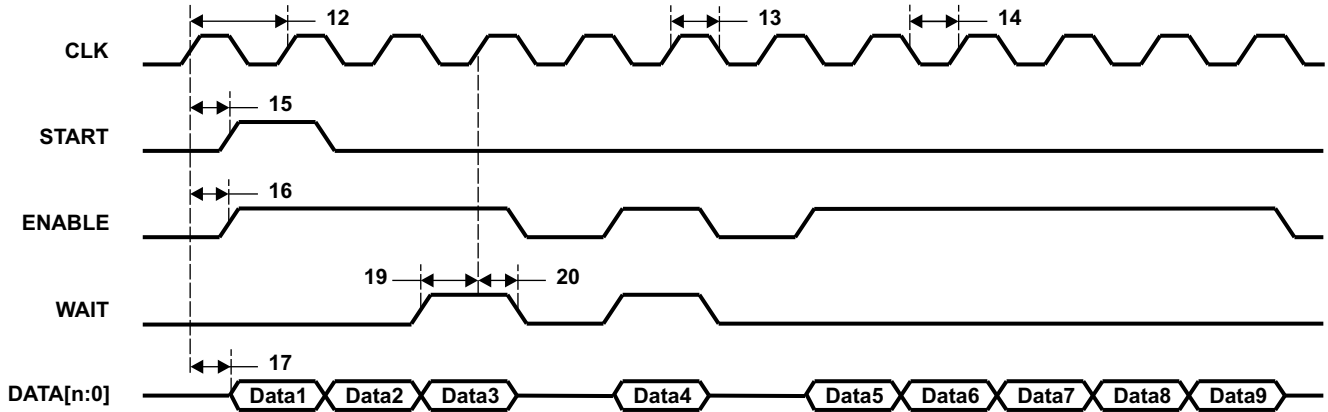 12 13 14
CLK
15
START
16
ENABLE
19 20
WAIT
17
DATA[n:0] Data1 Data2 Data3 Data4 Data5 Data6 Data7 Data8 Data9